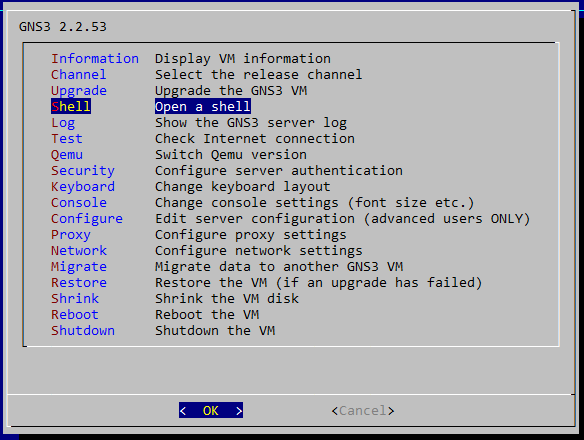 GNS3 2.2.53
Information Display VM information
Channel Select the release channel
Upgrade Upgrade the GNS3 VM
Shell Open a shell
Log Show the GNS3 server log
Test Check Internet connection
Qemu Switch Qemu version
Security Configure server authentication
Keyboard Change keyboard layout
Console Change console settings (font size etc.)
Configure Edit server configuration (advanced users ONLY)
Proxy Configure proxy settings
Network Configure network settings
Migrate Migrate data to another GNS3 VM
Restore Restore the VM (if an upgrade has failed)
Shrink Shrink the VM disk
Reboot Reboot the VM
Shutdown Shutdown the VM
< OK > <Cancel>